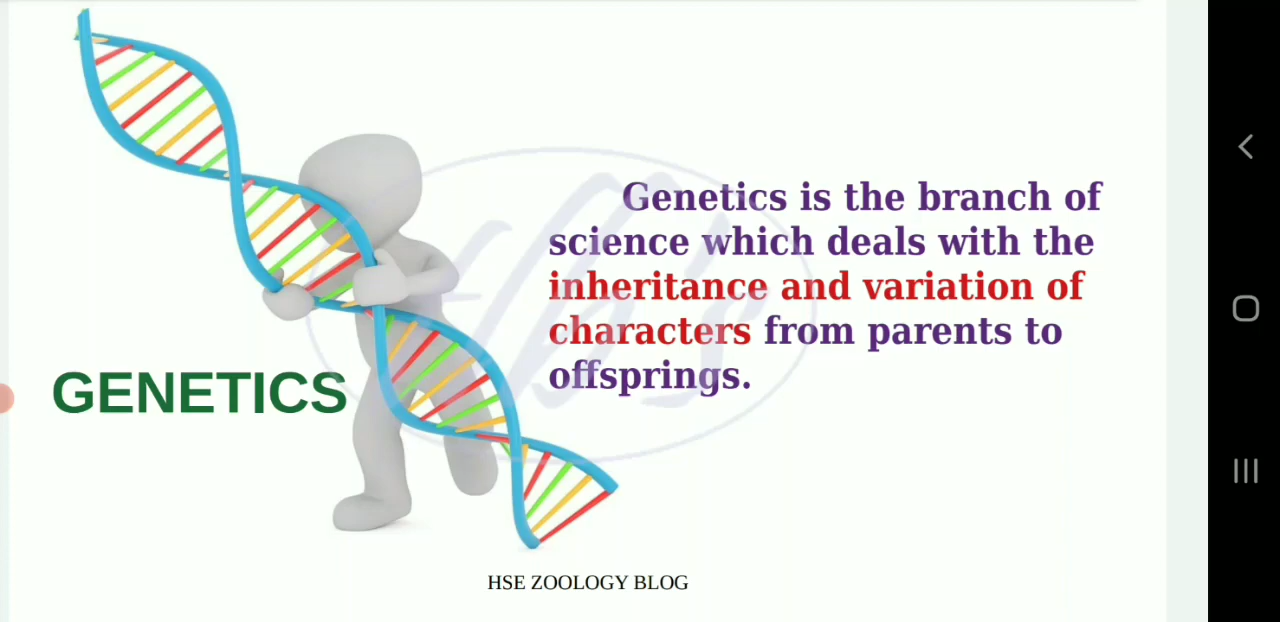 Genetics is the branch of
science which deals with the
inheritance and variation of
characters from parents to
offsprings.
GENETICS
HSE ZOOLOGY BLOG